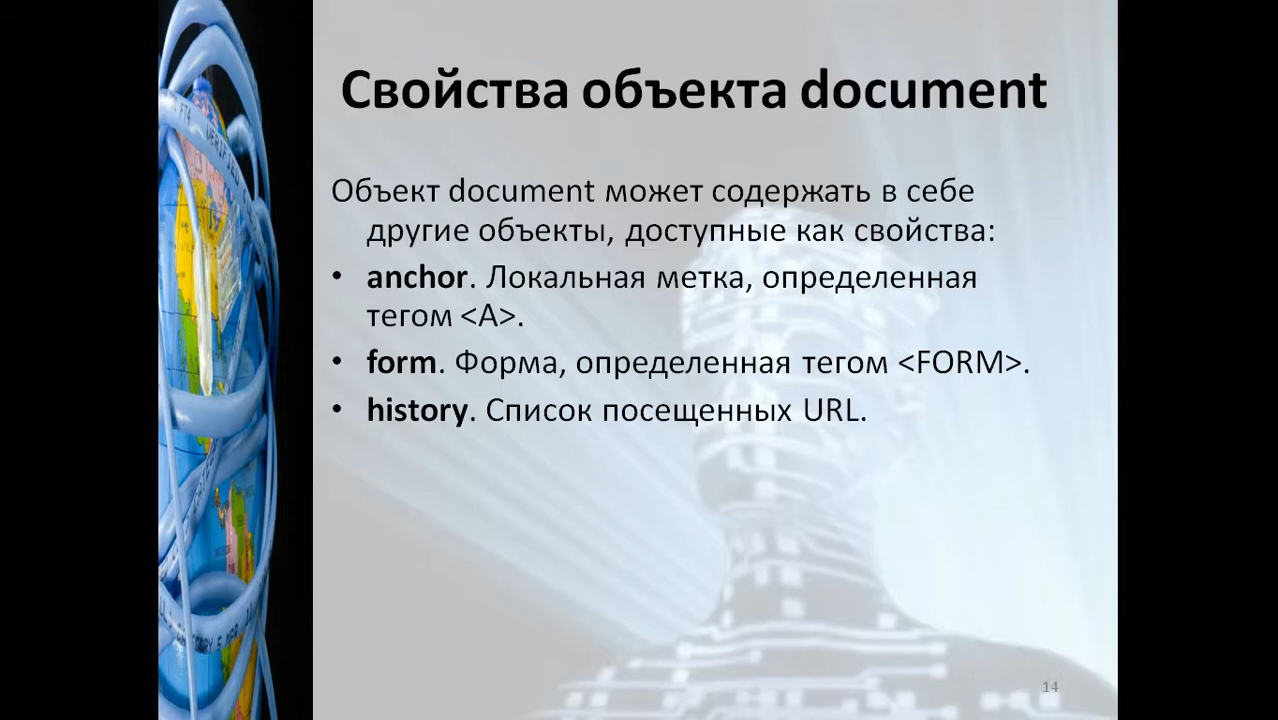 Свойства объекта document
Объект document может содержать в себе
другие объекты, доступные как свойства:
• anchor. Локальная метка, определенная
тегом <A>.
• form. Форма, определенная тегом <FORM>.
• history. Список посещенных URL.
14